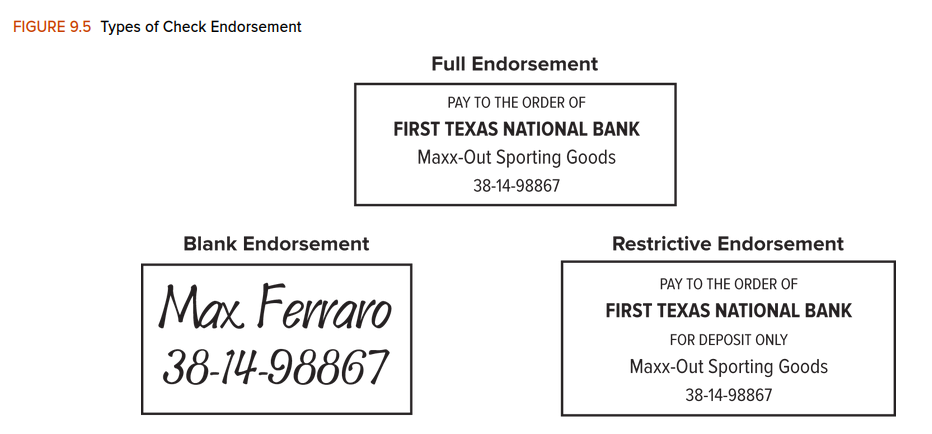 FIGURE 9.5 Types of Check Endorsement
Full Endorsement
PAY TO THE ORDER OF
FIRST TEXAS NATIONAL BANK
Maxx-Out Sporting Goods
38-14-98867
Blank Endorsement
Max Ferraro
38-14-98867
Restrictive Endorsement
PAY TO THE ORDER OF
FIRST TEXAS NATIONAL BANK
FOR DEPOSIT ONLY
Maxx-Out Sporting Goods
38-14-98867